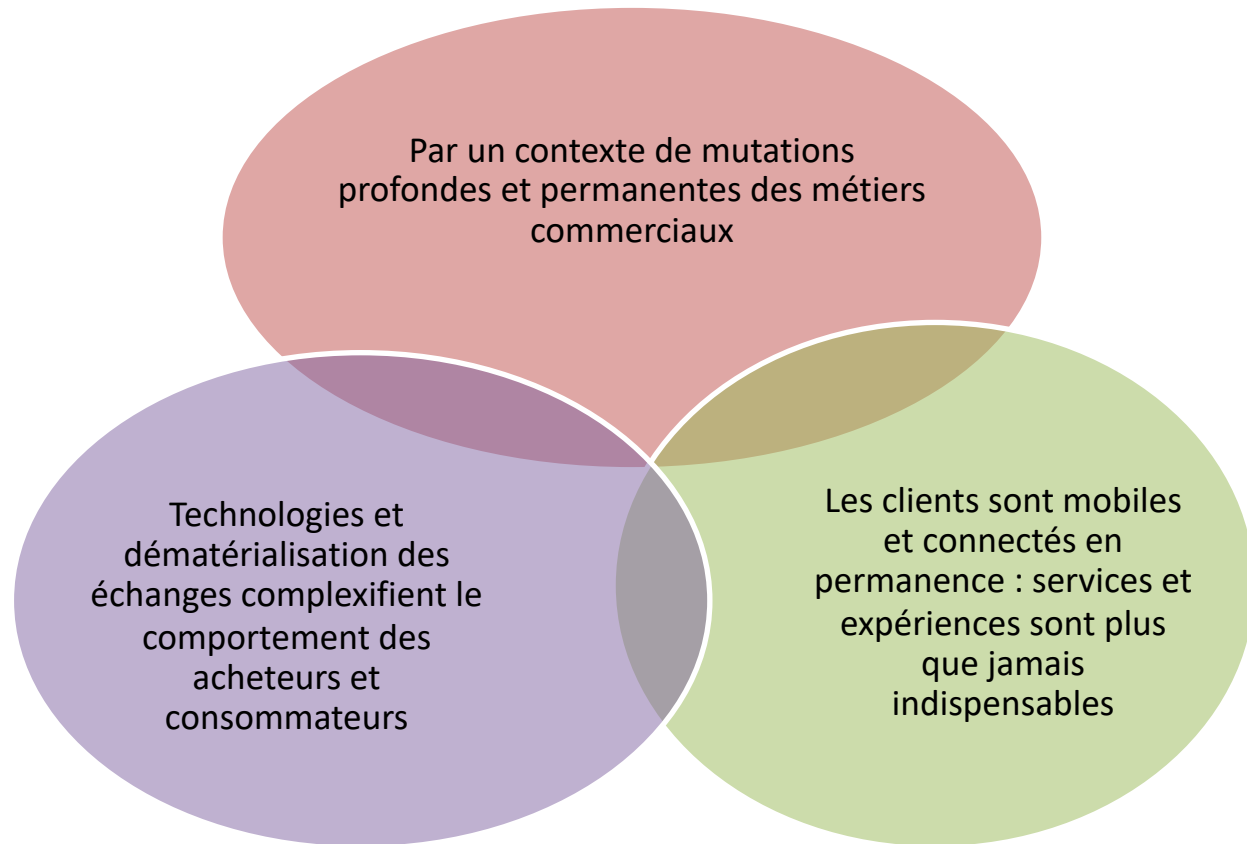 Par un contexte de mutations
profondes et permanentes des métiers
commerciaux
Technologies et
dématérialisation des
échanges complexifient le
comportement des
acheteurs et
consommateurs
Les clients sont mobiles
et connectés en
permanence : services et
expériences sont plus
que jamais
indispensables